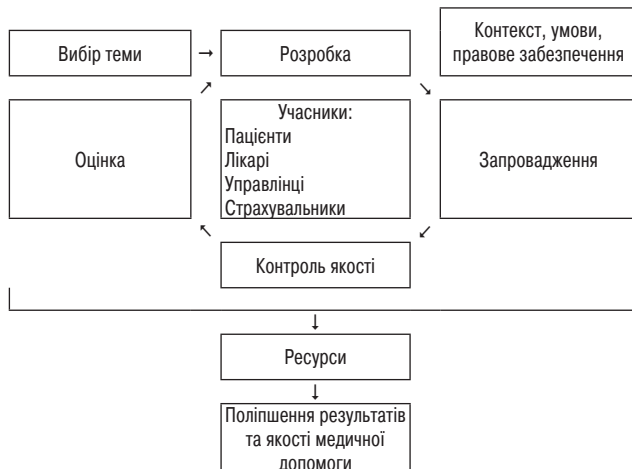 Вибір теми
→
Розробка
Контекст, умови,
правове забезпечення
Оцінка
Учасники:
Пацієнти
Лікарі
Управлінці
Страхувальники
Запровадження
Контроль якості
Ресурси
Поліпшення результатів
та якості медичної
допомоги